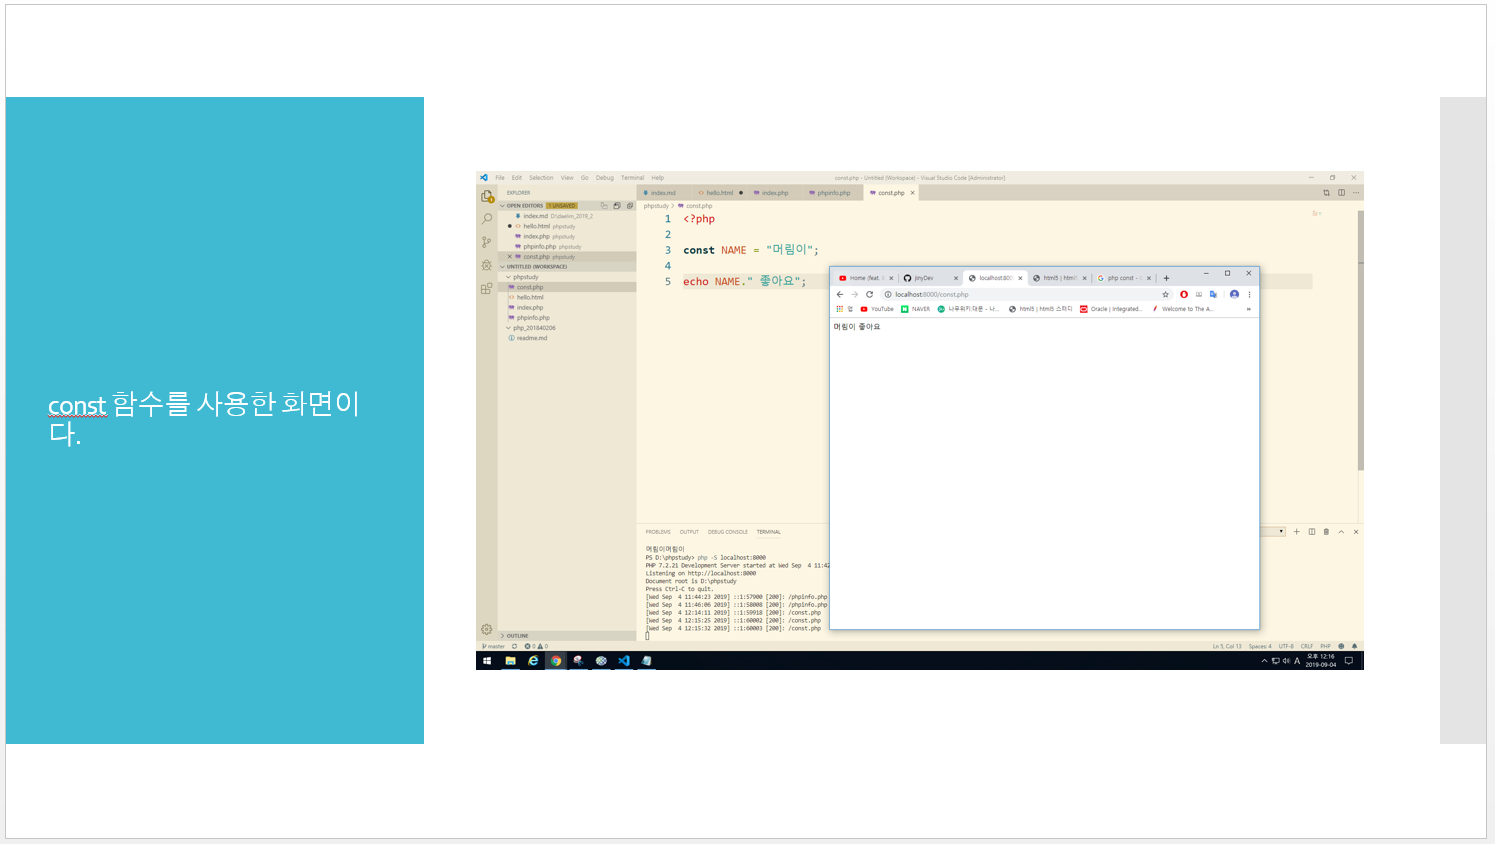 const 함수를 사용한 화면이
다.
File Edit Selection View Go Debug Terminal Help
const.php - Untitled (Workspace) - Visual Studio Code [Administrator]
EXPLORER
index.md
hello.html
index.php
phpinfo.php
const.php
OPEN EDITORS 1 UNSAVED
phpstudy > const.php
index.md D:\daelim_2019_2
hello.html phpstudy
index.php phpstudy
phpinfo.php phpstudy
const.php phpstudy
UNTITLED (WORKSPACE)
phpstudy
const.php
hello.html
index.php
phpinfo.php
php_201840206
readme.md
OUTLINE
1 <?php
2
3 const NAME = "머림이";
4
5 echo NAME." 좋아요";
Home (feat.
JinyDev
localhost:800
html5 | html
php const -
localhost:8000/const.php
앱 YouTube NAVER 나무위키:대문 - 나... html5 | html5 스터디 Oracle | Integrated... Welcome to The A...
머림이 좋아요
PROBLEMS OUTPUT DEBUG CONSOLE TERMINAL
머림이머림이
PS D:\phpstudy> php -S localhost:8000
PHP 7.2.21 Development Server started at Wed Sep 4 11:42
Listening on http://localhost:8000
Document root is D:\phpstudy
Press Ctrl-C to quit.
[Wed Sep 4 11:44:23 2019] ::1:57900 [200]: /phpinfo.php
[Wed Sep 4 11:46:06 2019] ::1:58008 [200]: /phpinfo.php
[Wed Sep 4 12:14:11 2019] ::1:59918 [200]: /const.php
[Wed Sep 4 12:15:25 2019] ::1:60002 [200]: /const.php
[Wed Sep 4 12:15:32 2019] ::1:60003 [200]: /const.php
master 0 0
Ln 5, Col 13 Spaces: 4 UTF-8 CRLF PHP
A 오후 12:16
2019-09-04